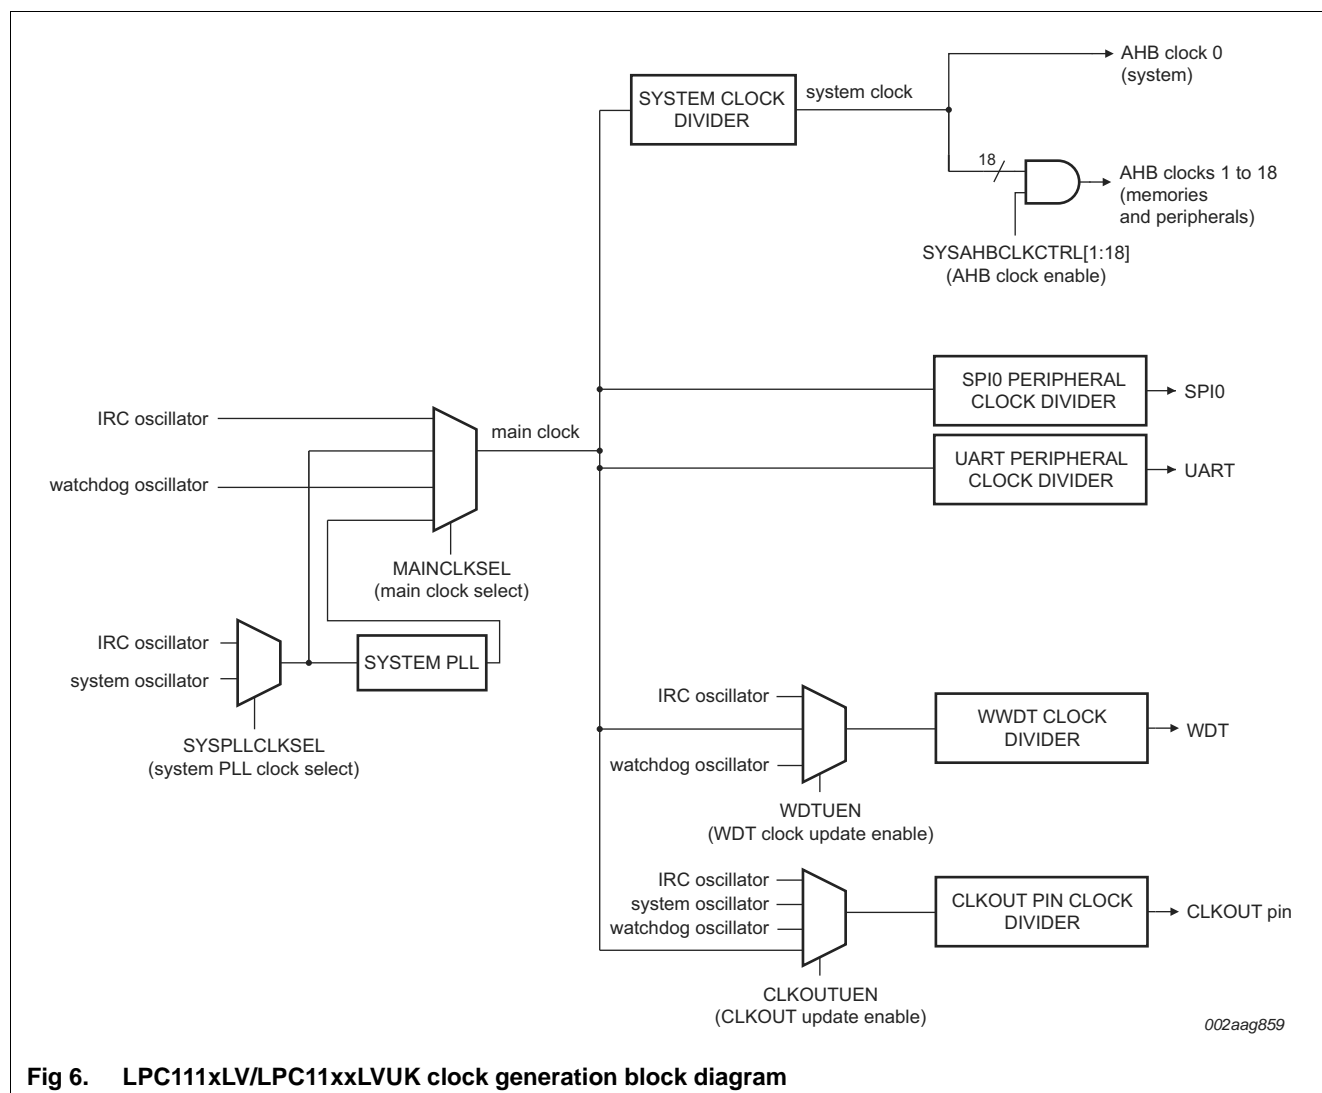 AHB clock 0
(system)
SYSTEM CLOCK
DIVIDER
system clock
18
AHB clocks 1 to 18
(memories
and peripherals)
SYSAHBCLKCTRL[1:18]
(AHB clock enable)
SPI0 PERIPHERAL
CLOCK DIVIDER
SPI0
IRC oscillator
main clock
UART PERIPHERAL
CLOCK DIVIDER
UART
watchdog oscillator
MAINCLKSEL
(main clock select)
IRC oscillator
system oscillator
SYSTEM PLL
SYSPLLCLKSEL
(system PLL clock select)
IRC oscillator
watchdog oscillator
WWDT CLOCK
DIVIDER
WDT
WDTUEN
(WDT clock update enable)
IRC oscillator
system oscillator
watchdog oscillator
CLKOUT PIN CLOCK
DIVIDER
CLKOUT pin
CLKOUTUEN
(CLKOUT update enable)
002aag859
Fig 6. LPC111xLV/LPC11xxLVUK clock generation block diagram